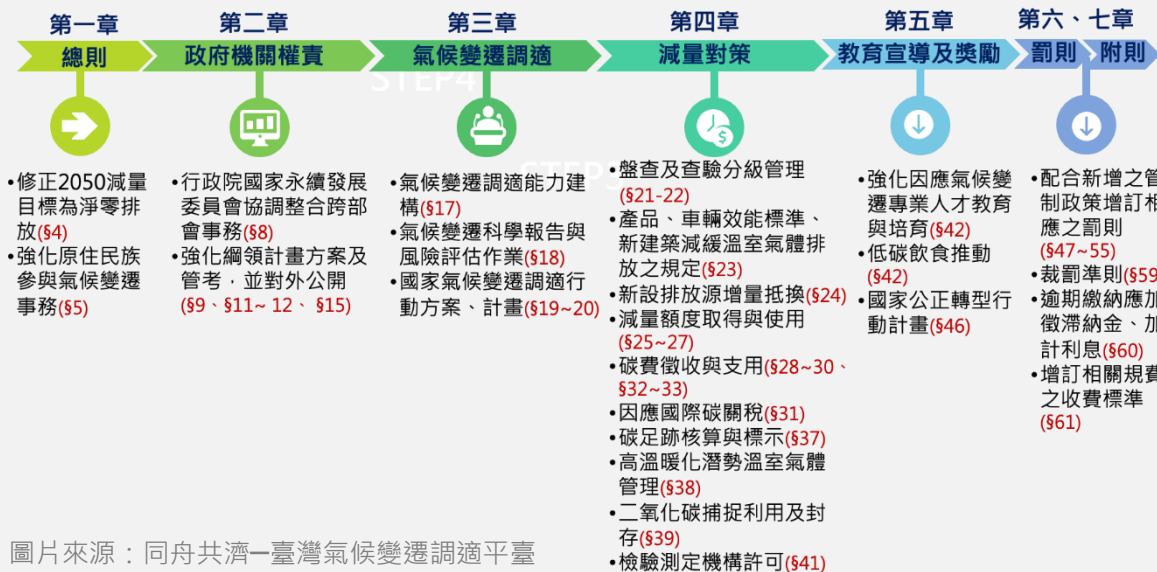 第一章
總則
•修正2050減量
目標為淨零排
放(§4)
•強化原住民族
參與氣候變遷
事務(§5)
第二章
政府機關權責
•行政院國家永續發展
委員會協調整合跨部
會事務(§8)
•強化綱領計畫方案及
管考，並對外公開
(§9、§11~ 12、 §15)
第三章
氣候變遷調適
STEP4
•氣候變遷調適能力建
構(§17)
•氣候變遷科學報告與
風險評估作業(§18)
•國家氣候變遷調適行
動方案、計畫(§19~20)
第四章
減量對策
STEP3
•盤查及查驗分級管理
(§21-22)
•產品、車輛效能標準、
新建築減緩溫室氣體排
放之規定(§23)
•新設排放源增量抵換(§24)
•減量額度取得與使用
(§25~27)
•碳費徵收與支用(§28~30、
§32~33)
•因應國際碳關稅(§31)
•碳足跡核算與標示(§37)
•高溫暖化潛勢溫室氣體
管理(§38)
•二氧化碳捕捉利用及封
存(§39)
•檢驗測定機構許可(§41)
第五章
教育宣導及獎勵
•強化因應氣候變
遷專業人才教育
與培育(§42)
•低碳飲食推動
(§42)
•國家公正轉型行
動計畫(§46)
第六、七章
罰則 附則
•配合新增之管
制政策增訂相
應之罰則
(§47~55)
•裁罰準則(§59
•逾期繳納應加
徵滯納金、加
計利息(§60)
•增訂相關規費
之收費標準
(§61)
圖片來源：同舟共濟—臺灣氣候變遷調適平臺